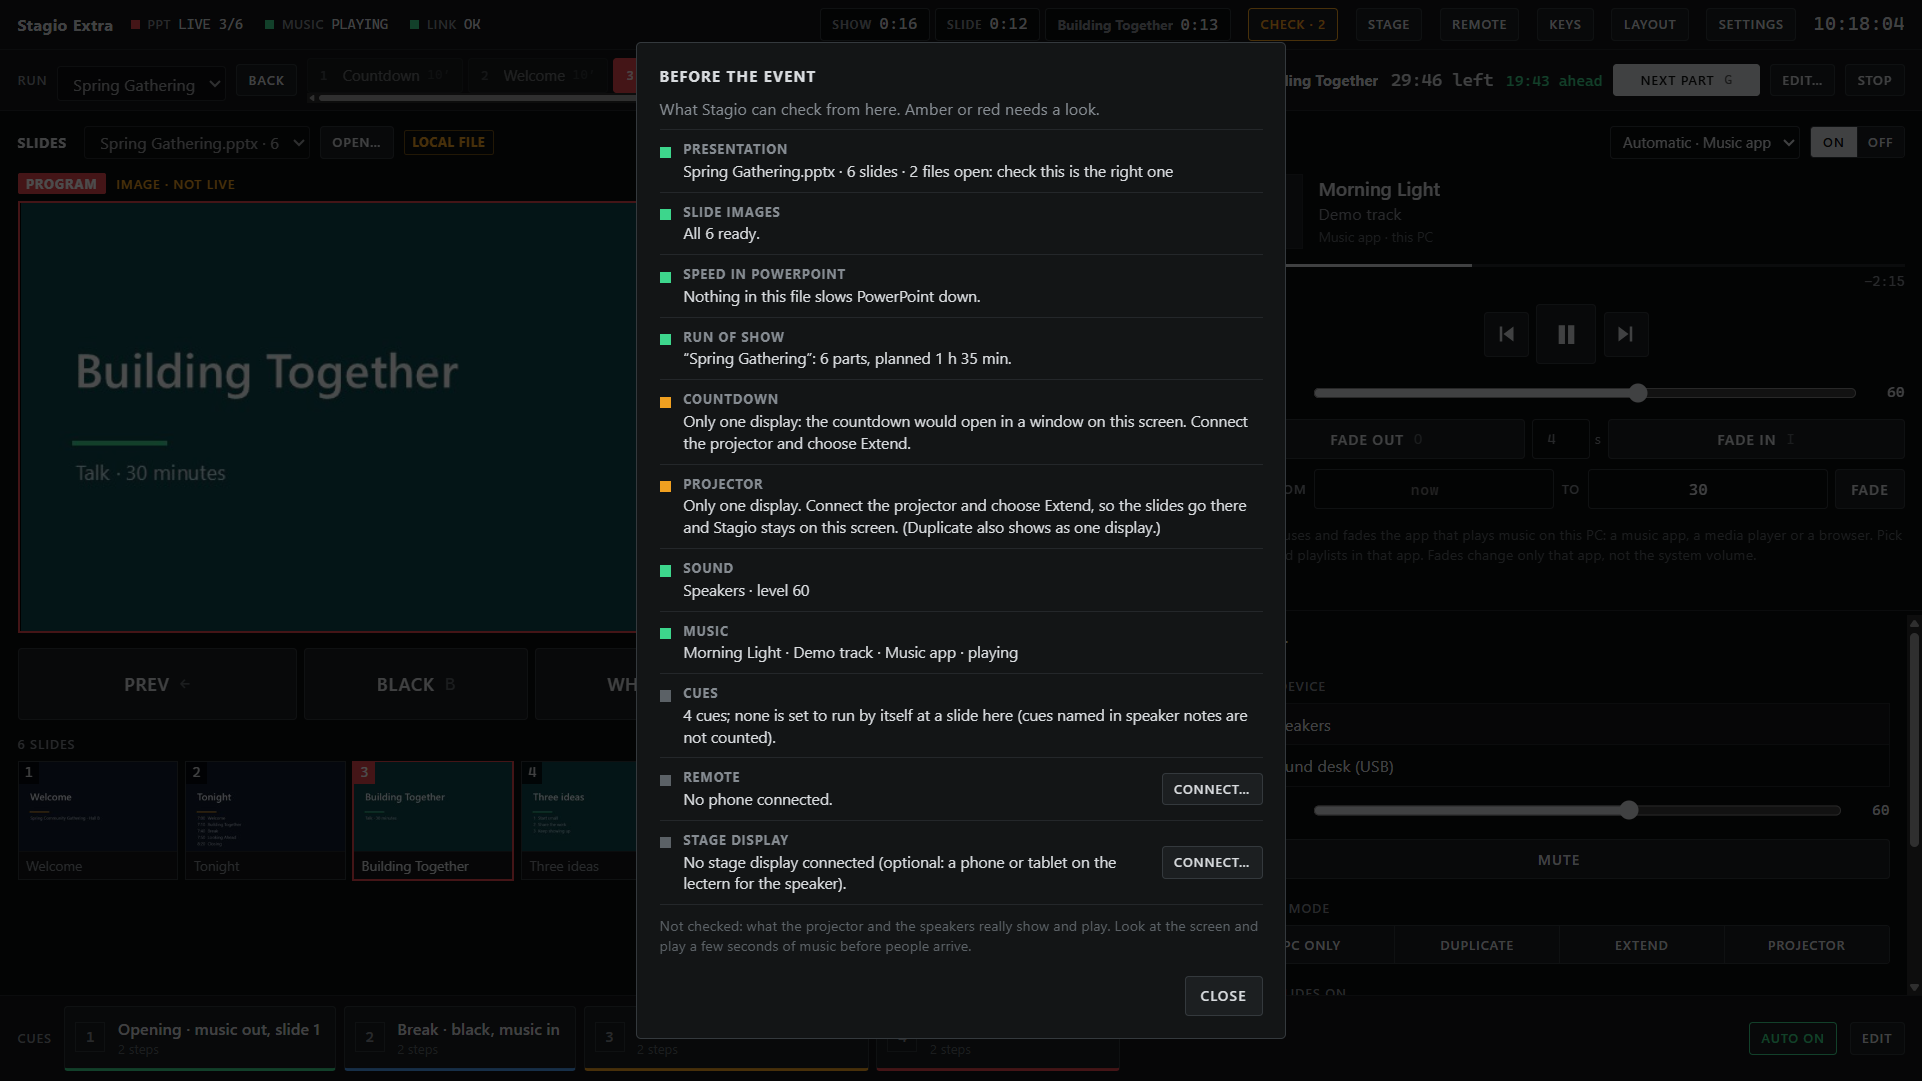 Stagio Extra
PPT LIVE 3/6
MUSIC PLAYING
LINK OK
SHOW 0:16
SLIDE 0:12
Building Together 0:13
CHECK · 2
STAGE
REMOTE
KEYS
LAYOUT
SETTINGS
10:18:04
RUN
Spring Gathering
BACK
1 Countdown 10'
2 Welcome 10'
3
ling Together 29:46 left 19:43 ahead
NEXT PART G
EDIT...
STOP
SLIDES
Spring Gathering.pptx · 6
OPEN...
LOCAL FILE
PROGRAM
IMAGE · NOT LIVE
Building Together
Talk · 30 minutes
PREV ←
BLACK B
WH
6 SLIDES
1
Welcome
Spring Community Gathering · Hall B
Welcome
2
Tonight
Tonight
3
Building Together
Talk · 30 minutes
Building Together
4
Three ideas
Three ideas
BEFORE THE EVENT
What Stagio can check from here. Amber or red needs a look.
PRESENTATION
Spring Gathering.pptx · 6 slides · 2 files open: check this is the right one
SLIDE IMAGES
All 6 ready.
SPEED IN POWERPOINT
Nothing in this file slows PowerPoint down.
RUN OF SHOW
“Spring Gathering”: 6 parts, planned 1 h 35 min.
COUNTDOWN
Only one display: the countdown would open in a window on this screen. Connect
the projector and choose Extend.
PROJECTOR
Only one display. Connect the projector and choose Extend, so the slides go there
and Stagio stays on this screen. (Duplicate also shows as one display.)
SOUND
Speakers · level 60
MUSIC
Morning Light · Demo track · Music app · playing
CUES
4 cues; none is set to run by itself at a slide here (cues named in speaker notes are
not counted).
REMOTE
No phone connected.
CONNECT...
STAGE DISPLAY
No stage display connected (optional: a phone or tablet on the
lectern for the speaker).
CONNECT...
Not checked: what the projector and the speakers really show and play. Look at the screen and
play a few seconds of music before people arrive.
CLOSE
Automatic · Music app
ON
OFF
Morning Light
Demo track
Music app · this PC
−2:15
60
FADE OUT O
4 s
FADE IN I
OM
now
TO
30
FADE
uses and fades the app that plays music on this PC: a music app, a media player or a browser. Pick
d playlists in that app. Fades change only that app, not the system volume.
EVICE
eakers
und desk (USB)
60
MUTE
MODE
PC ONLY
DUPLICATE
EXTEND
PROJECTOR
IDES ON
CUES
1 Opening · music out, slide 1
2 steps
2 Break · black, music in
2 steps
3
2 steps
4
2 steps
AUTO ON
EDIT